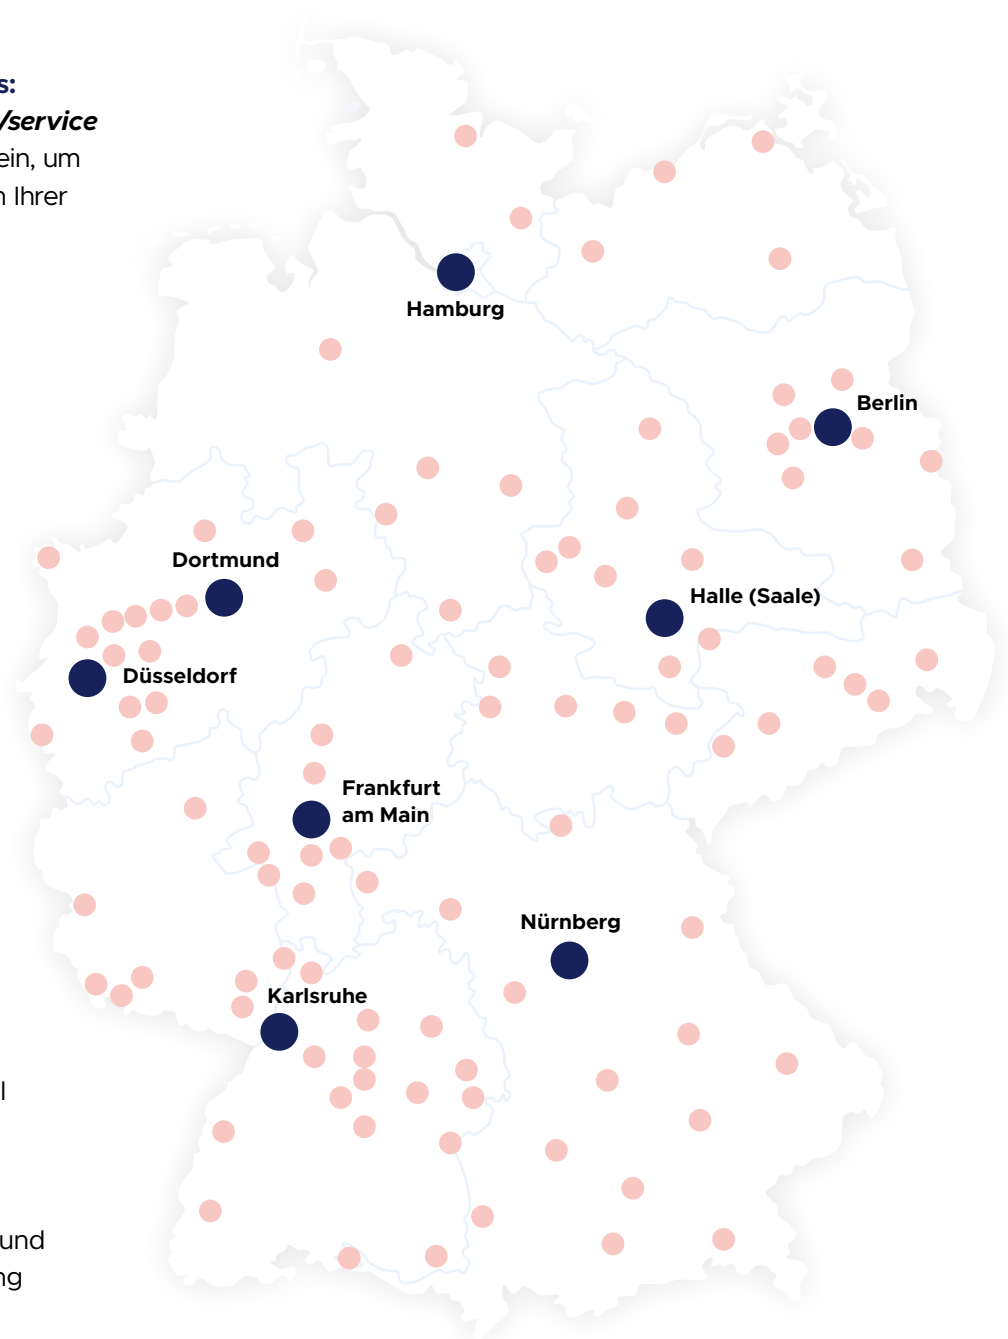 s:
/service
ein, um
n Ihrer
Hamburg
Berlin
Dortmund
Halle (Saale)
Düsseldorf
Frankfurt
am Main
Nürnberg
Karlsruhe
l
und
ng